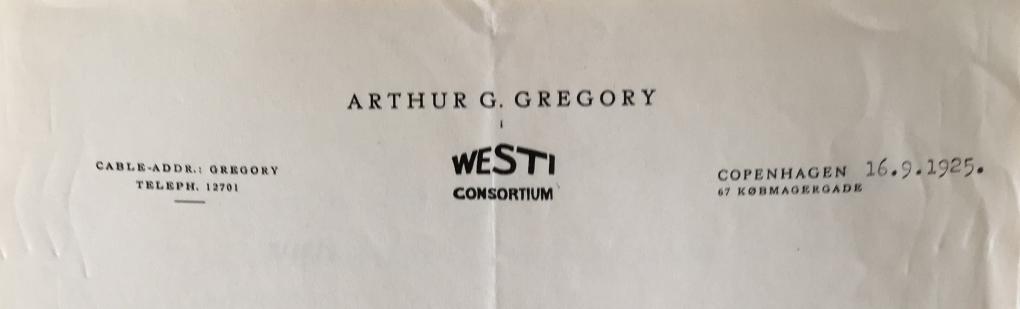 ARTHUR G. GREGORY
WESTI
CONSORTIUM
CABLE-ADDR.: GREGORY
TELEPH. 12701
COPENHAGEN 16.9.1925.
67 KØBMAGERGADE